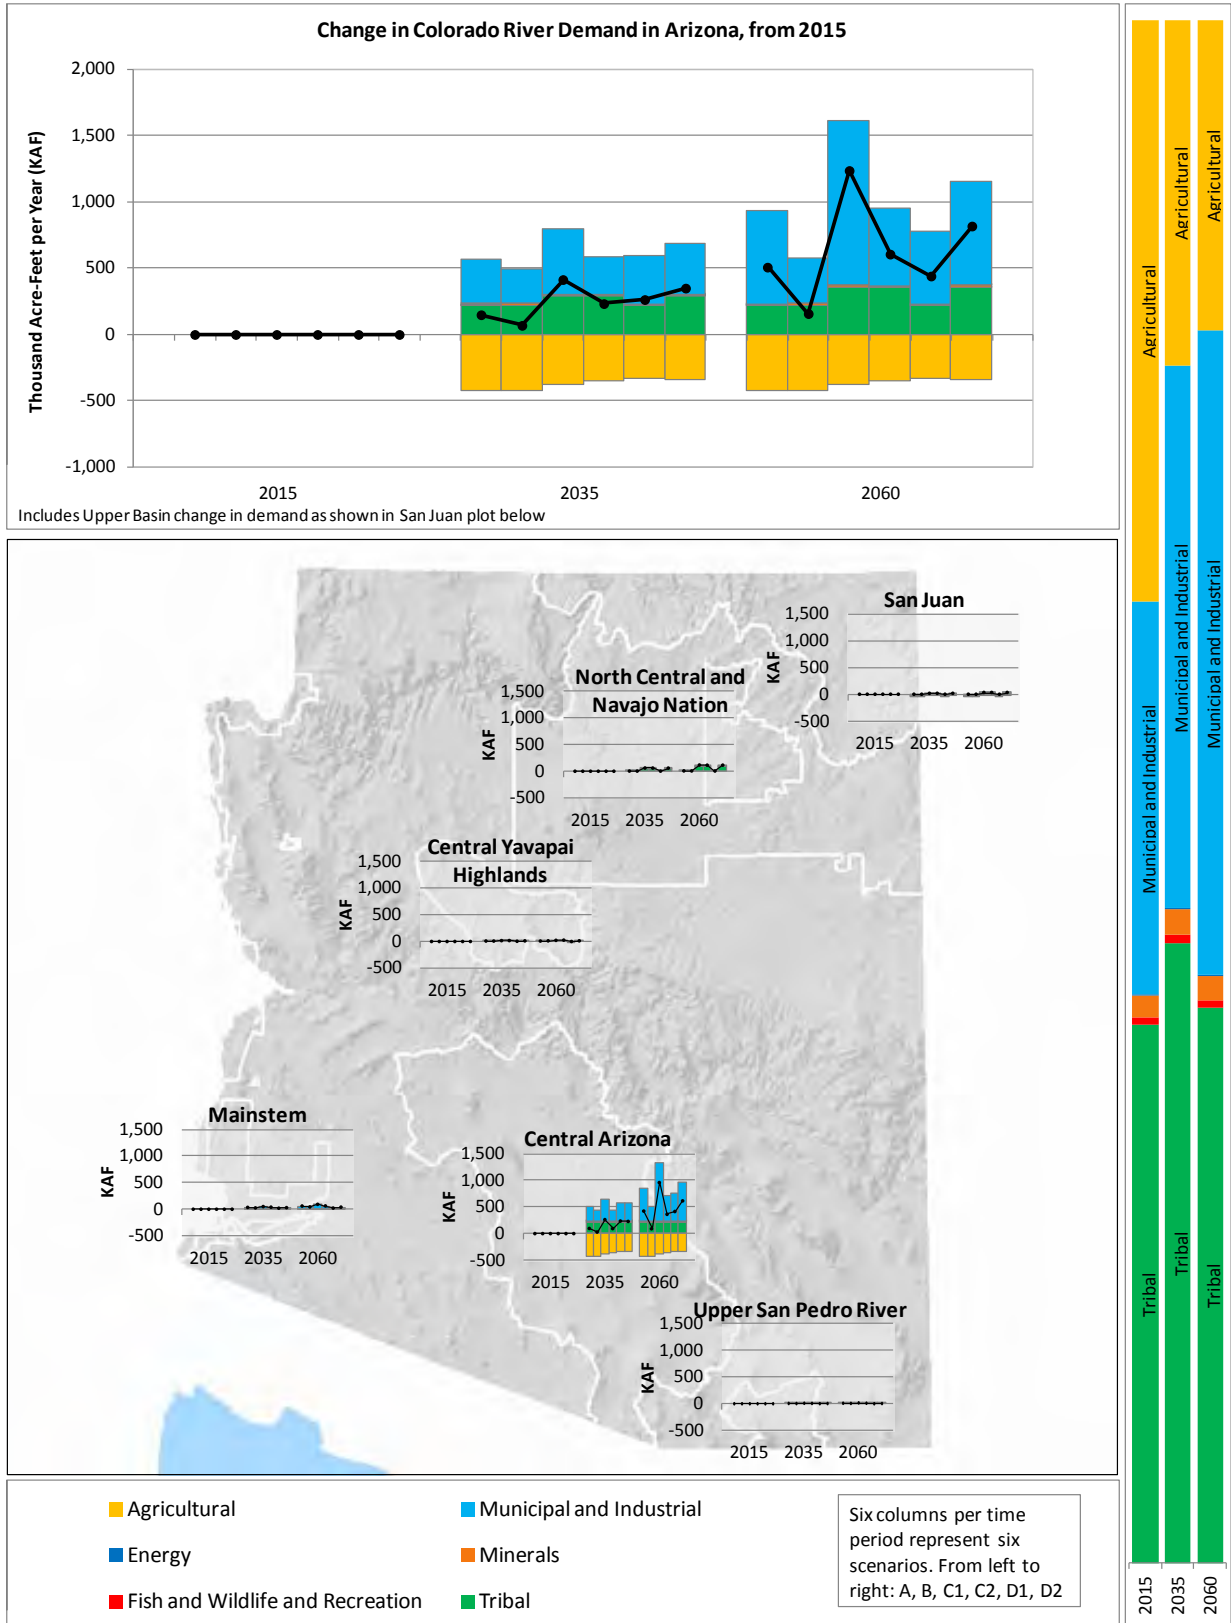 Change in Colorado River Demand in Arizona, from 2015
Thousand Acre-Feet per Year (KAF)
2,000
1,500
1,000
500
0
-500
-1,000
2015 2035 2060
Includes Upper Basin change in demand as shown in San Juan plot below
San Juan
KAF
1,500
1,000
500
0
-500
2015 2035 2060
North Central and
Navajo Nation
KAF
1,500
1,000
500
0
-500
2015 2035 2060
Central Yavapai
Highlands
KAF
1,500
1,000
500
0
-500
2015 2035 2060
Mainstem
KAF
1,500
1,000
500
0
-500
2015 2035 2060
Central Arizona
KAF
1,500
1,000
500
0
-500
2015 2035 2060
Upper San Pedro River
KAF
1,500
1,000
500
0
-500
2015 2035 2060
Agricultural
Municipal and Industrial
Energy
Minerals
Fish and Wildlife and Recreation
Tribal
Six columns per time
period represent six
scenarios. From left to
right: A, B, C1, C2, D1, D2
Agricultural
Municipal and Industrial
Tribal
2015
Agricultural
Municipal and Industrial
Tribal
2035
Agricultural
Municipal and Industrial
Tribal
2060